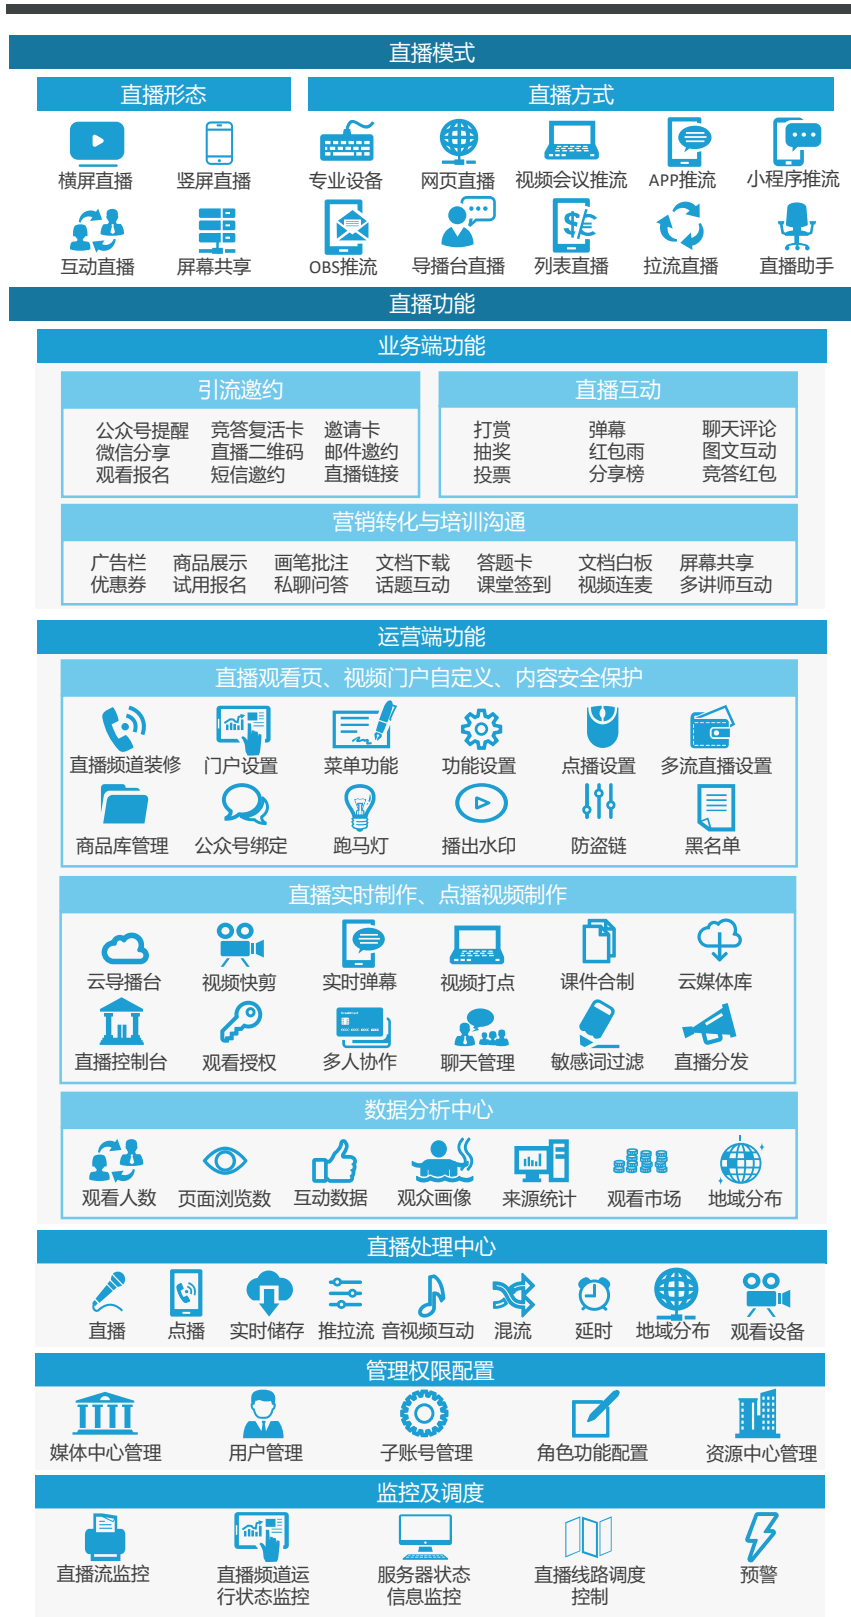 直播模式
直播形态
直播方式
横屏直播 竖屏直播 专业设备 网页直播 视频会议推流 APP推流 小程序推流
互动直播 屏幕共享 OBS推流 导播台直播 列表直播 拉流直播 直播助手
直播功能
业务端功能
引流邀约
公众号提醒 竞答复活卡 邀请卡
微信分享 直播二维码 邮件邀约
观看报名 短信邀约 直播链接
直播互动
打赏 弹幕 聊天评论
抽奖 红包雨 图文互动
投票 分享榜 竞答红包
营销转化与培训沟通
广告栏 商品展示 画笔批注 文档下载 答题卡 文档白板 屏幕共享
优惠券 试用报名 私聊问答 话题互动 课堂签到 视频连麦 多讲师互动
运营端功能
直播观看页、视频门户自定义、内容安全保护
直播频道装修 门户设置 菜单功能 功能设置 点播设置 多流直播设置
商品库管理 公众号绑定 跑马灯 播出水印 防盗链 黑名单
直播实时制作、点播视频制作
云导播台 视频快剪 实时弹幕 视频打点 课件合制 云媒体库
直播控制台 观看授权 多人协作 聊天管理 敏感词过滤 直播分发
数据分析中心
观看人数 页面浏览数 互动数据 观众画像 来源统计 观看市场 地域分布
直播处理中心
直播 点播 实时储存 推拉流 音视频互动 混流 延时 地域分布 观看设备
管理权限配置
媒体中心管理 用户管理 子账号管理 角色功能配置 资源中心管理
监控及调度
直播流监控 直播频道运 服务器状态 直播线路调度 预警
行状态监控 信息监控 控制